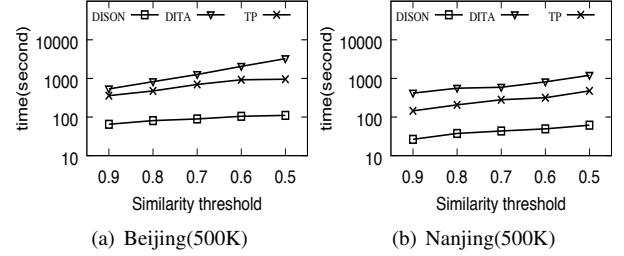 DISON DITA TP
10000
1000
100
10
time(second)
0.9 0.8 0.7 0.6 0.5
Similarity threshold
(a) Beijing(500K)
DISON DITA TP
10000
1000
100
10
time(second)
0.9 0.8 0.7 0.6 0.5
Similarity threshold
(b) Nanjing(500K)